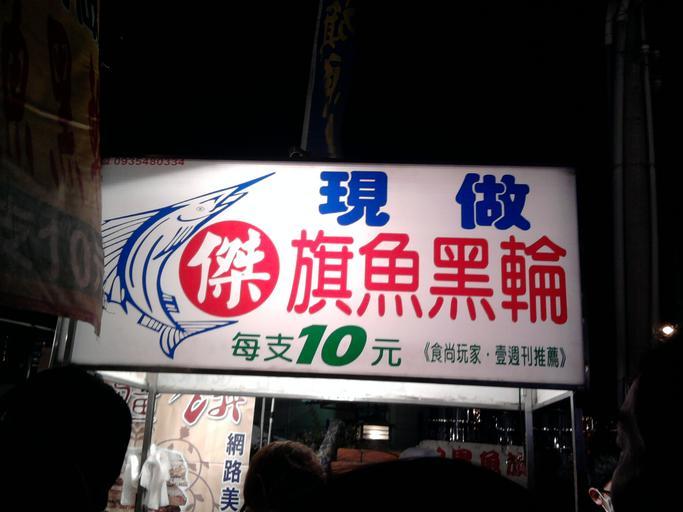 0935480334
現做
傑 旗魚黑輪
每支10元 《食尚玩家·壹週刊推薦》
網路美